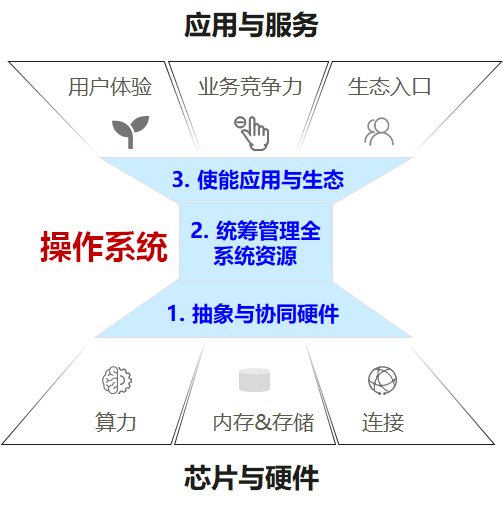 应用与服务
用户体验
业务竞争力
生态入口
3. 使能应用与生态
操作系统
2. 统筹管理全
系统资源
1. 抽象与协同硬件
算力
内存&存储
连接
芯片与硬件